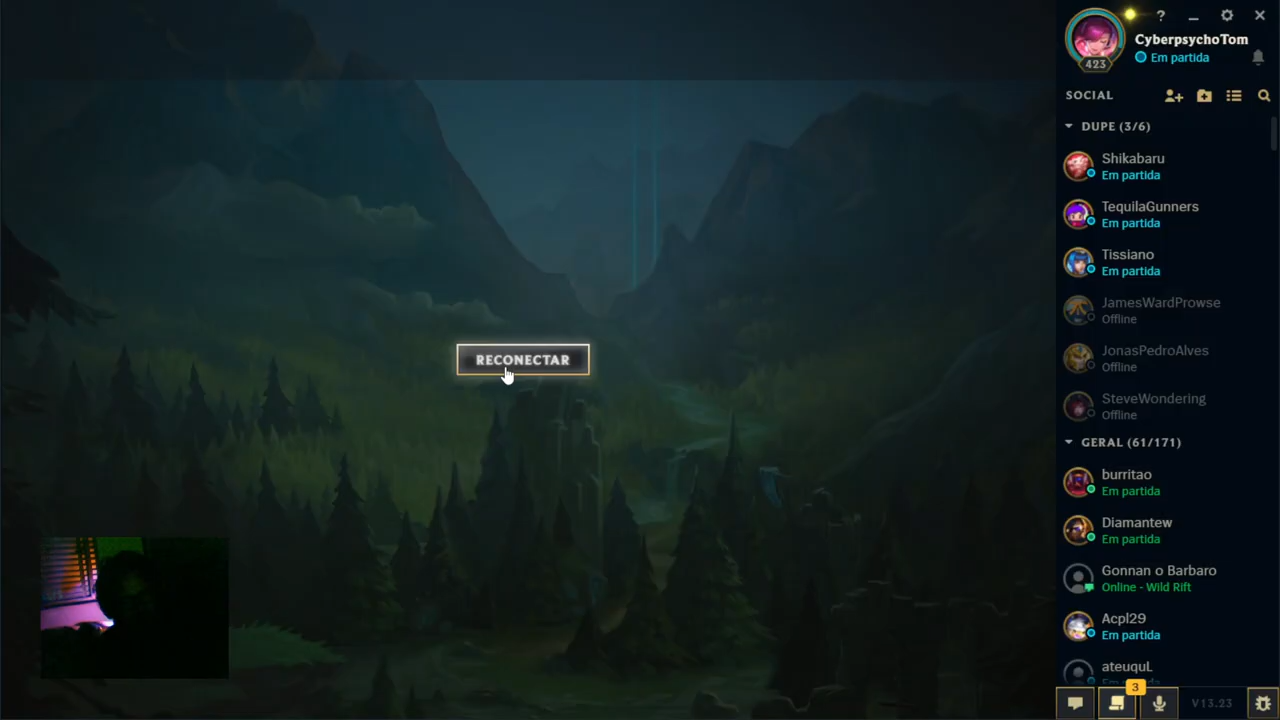 ?
CyberpsychoTom
423
Em partida
SOCIAL
DUPE (3/6)
Shikabaru
Em partida
TequilaGunners
Em partida
Tissiano
Em partida
JamesWardProwse
Offline
RECONECTAR
JonasPedroAlves
Offline
SteveWondering
Offline
GERAL (61/171)
burritao
Em partida
Diamantew
Em partida
Gonnan o Barbaro
Online - Wild Rift
Acpl29
Em partida
ateuquL
Em partida
3
V13.23